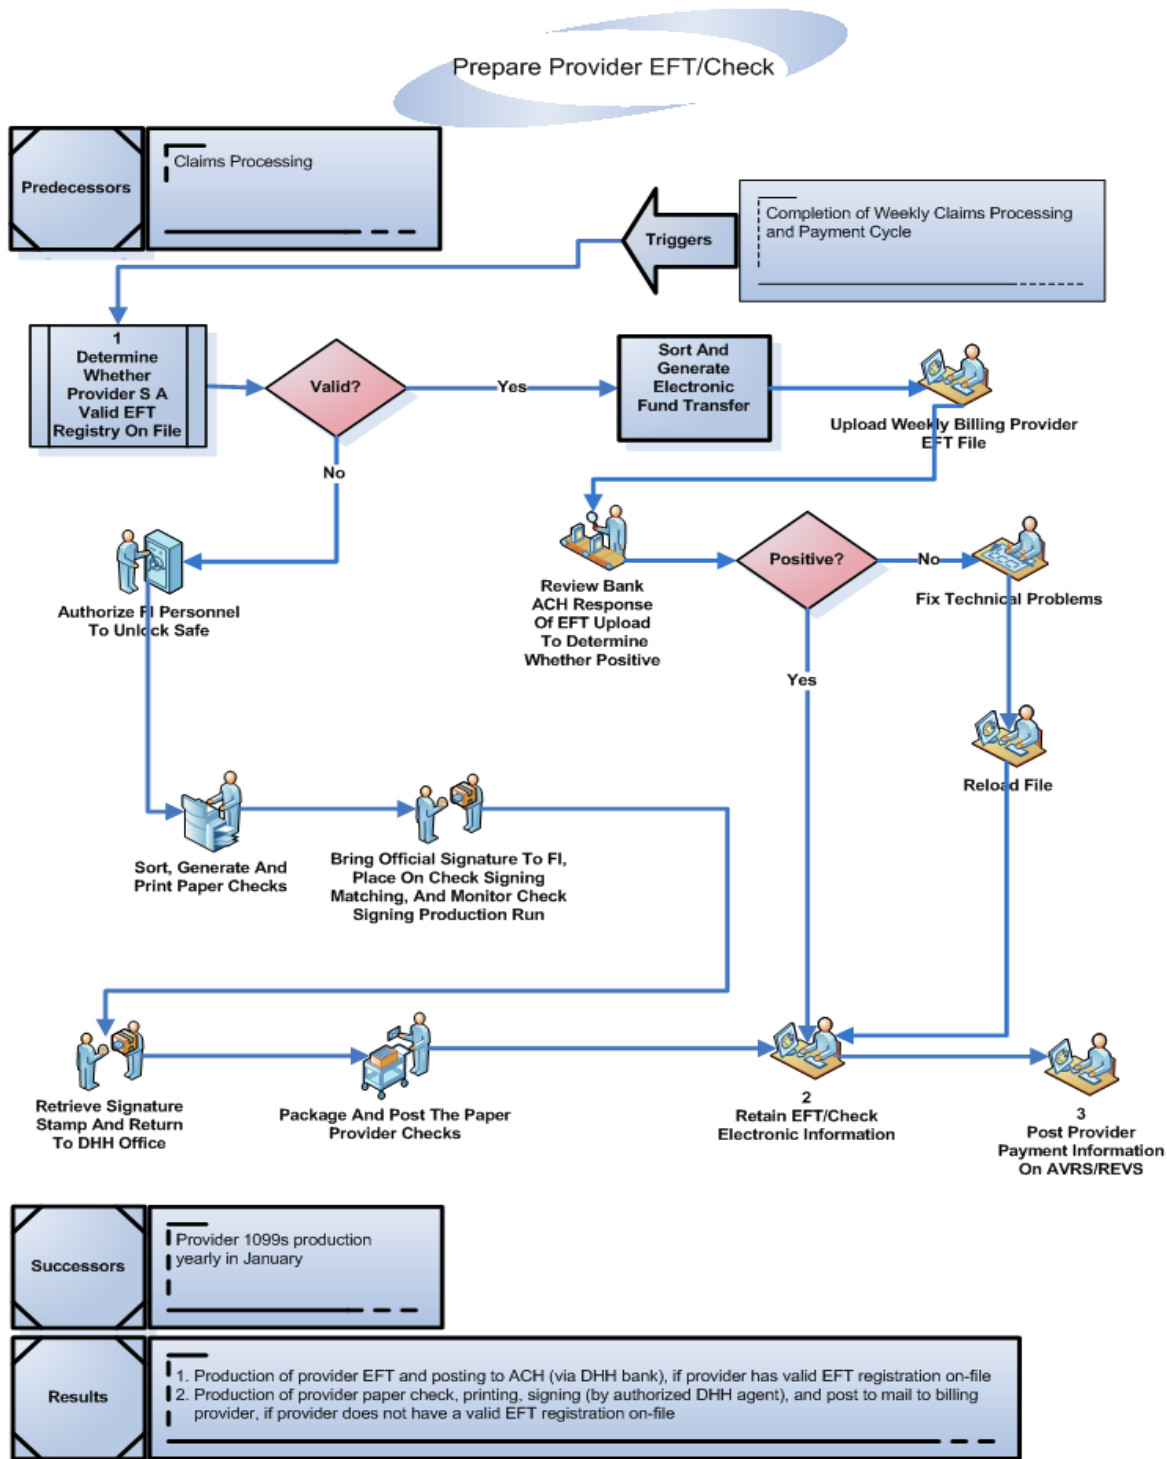 Prepare Provider EFT/Check
Predecessors
Claims Processing
Triggers
Completion of Weekly Claims Processing
and Payment Cycle
1
Determine
Whether
Provider S A
Valid EFT
Registry On File
Valid?
Yes
Sort And
Generate
Electronic
Fund Transfer
Upload Weekly Billing Provider
EFT File
No
Authorize FI Personnel
To Unlock Safe
Review Bank
ACH Response
Of EFT Upload
To Determine
Whether Positive
Positive?
No
Fix Technical Problems
Yes
Reload File
Sort, Generate And
Print Paper Checks
Bring Official Signature To FI,
Place On Check Signing
Matching, And Monitor Check
Signing Production Run
Retrieve Signature
Stamp And Return
To DHH Office
Package And Post The Paper
Provider Checks
2
Retain EFT/Check
Electronic Information
3
Post Provider
Payment Information
On AVRS/REVS
Successors
Provider 1099s production
yearly in January
Results
1. Production of provider EFT and posting to ACH (via DHH bank), if provider has valid EFT registration on-file
2. Production of provider paper check, printing, signing (by authorized DHH agent), and post to mail to billing
provider, if provider does not have a valid EFT registration on-file